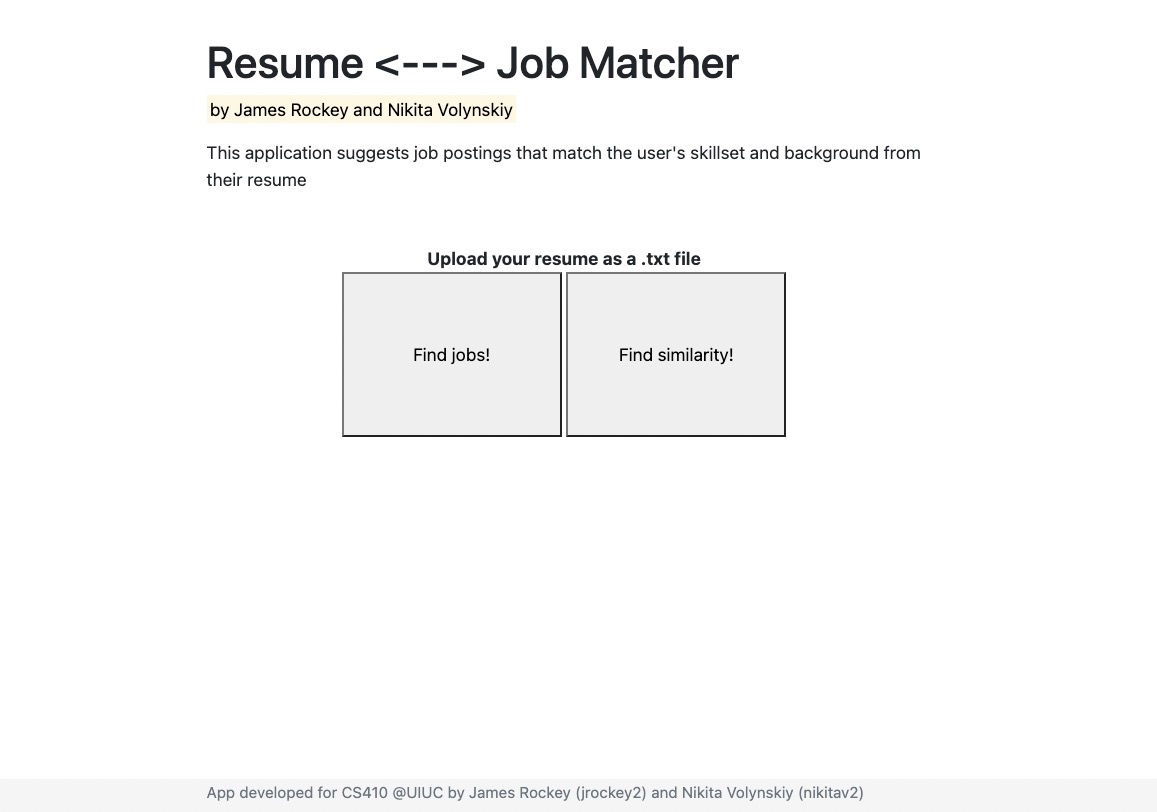 Resume <---> Job Matcher
by James Rockey and Nikita Volynskiy
This application suggests job postings that match the user's skillset and background from
their resume
Upload your resume as a .txt file
Find jobs!
Find similarity!
App developed for CS410 @UIUC by James Rockey (jrockey2) and Nikita Volynskiy (nikitav2)